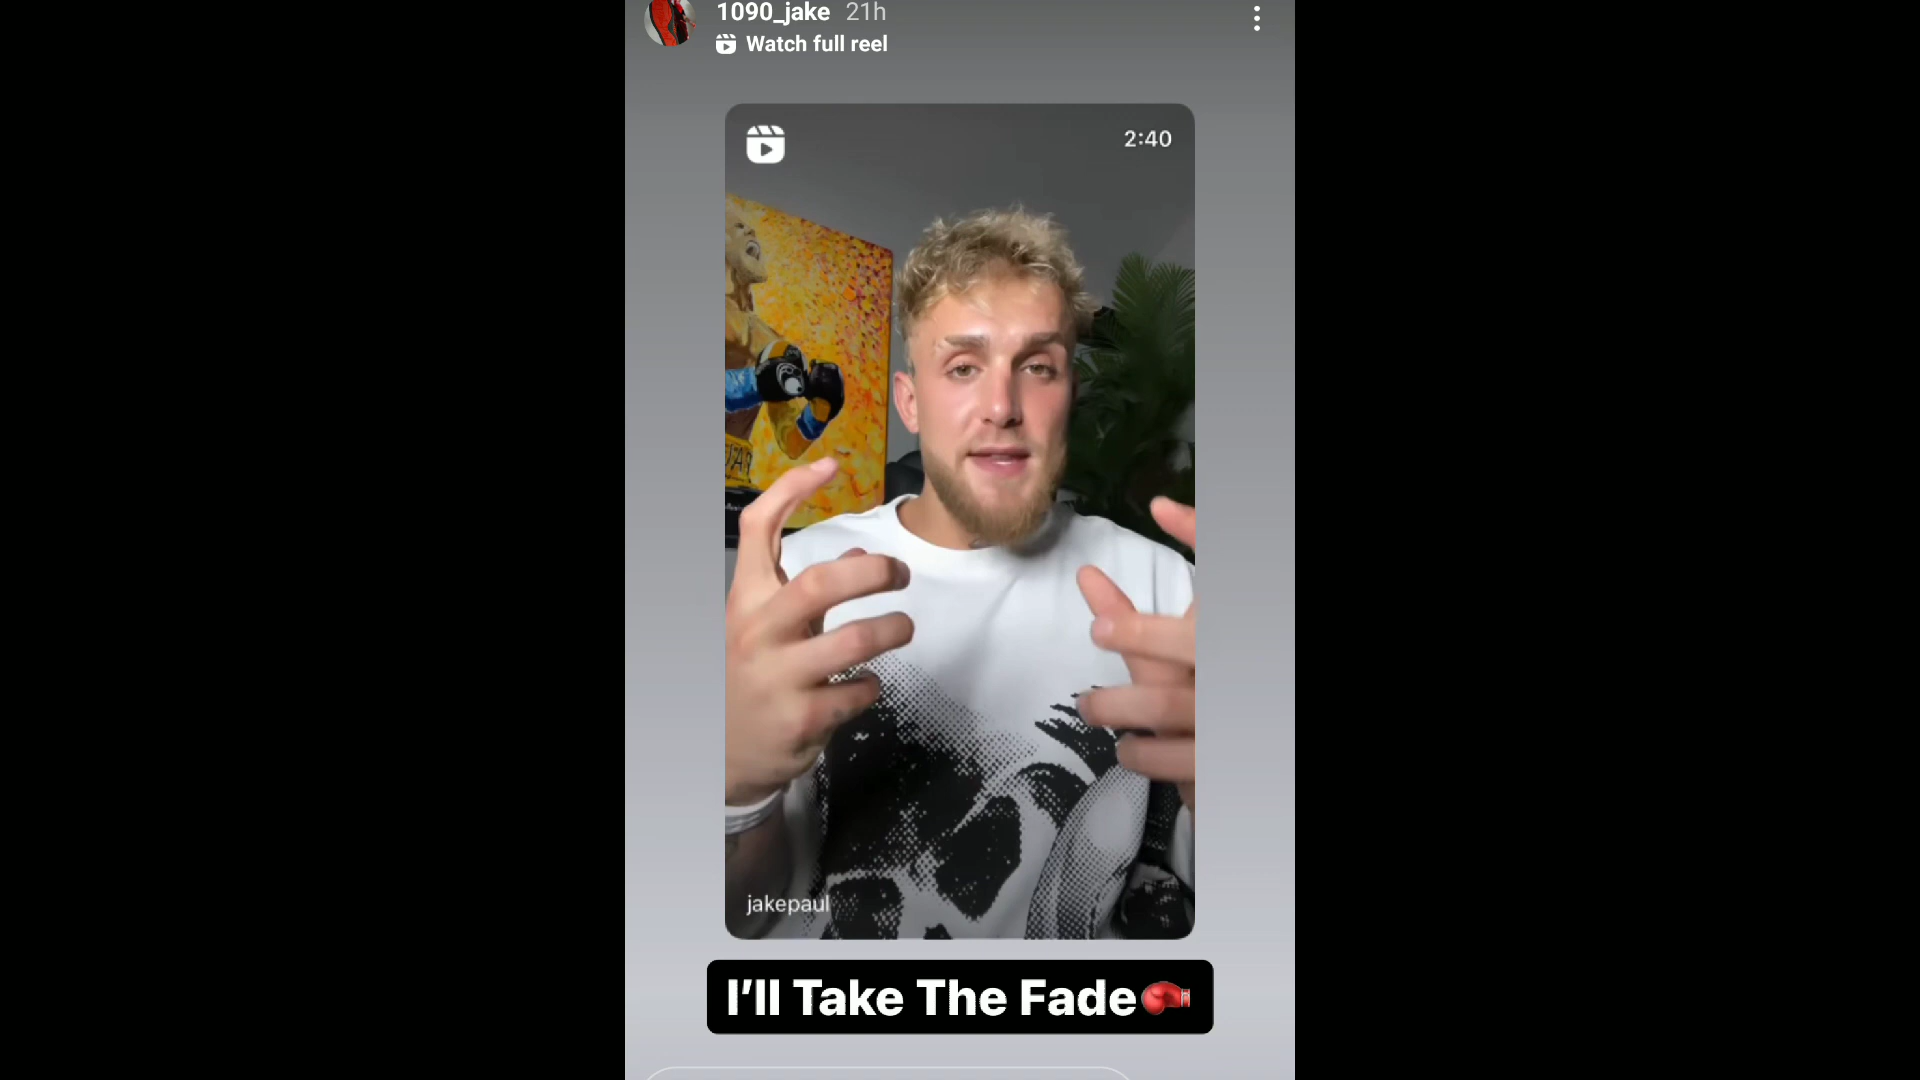 1090_jake 21h
Watch full reel
2:40
jakepaul
I'll Take The Fade🥊